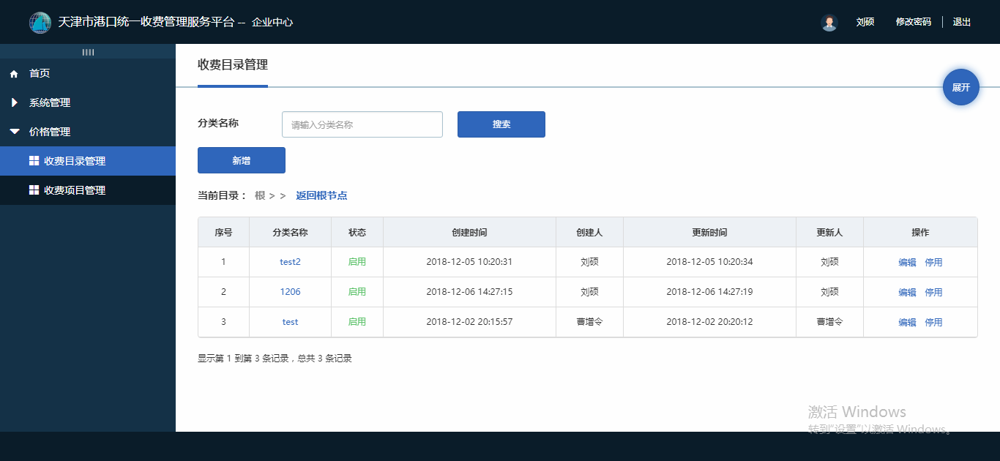 天津市港口统一收费管理服务平台 -- 企业中心
刘硕 修改密码 退出
首页
系统管理
价格管理
收费目录管理
收费项目管理
收费目录管理
展开
分类名称 请输入分类名称 搜索
新增
当前目录： 根 > > 返回根节点
序号 分类名称 状态 创建时间 创建人 更新时间 更新人 操作
1 test2 启用 2018-12-05 10:20:31 刘硕 2018-12-05 10:20:34 刘硕 编辑 停用
2 1206 启用 2018-12-06 14:27:15 刘硕 2018-12-06 14:27:19 刘硕 编辑 停用
3 test 启用 2018-12-02 20:15:57 曹增令 2018-12-02 20:20:12 曹增令 编辑 停用
显示第 1 到第 3 条记录，总共 3 条记录
激活 Windows
转到“设置”以激活 Windows。